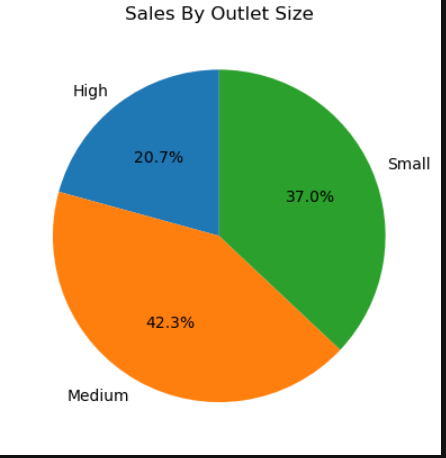 Sales By Outlet Size
High
20.7%
Small
37.0%
42.3%
Medium